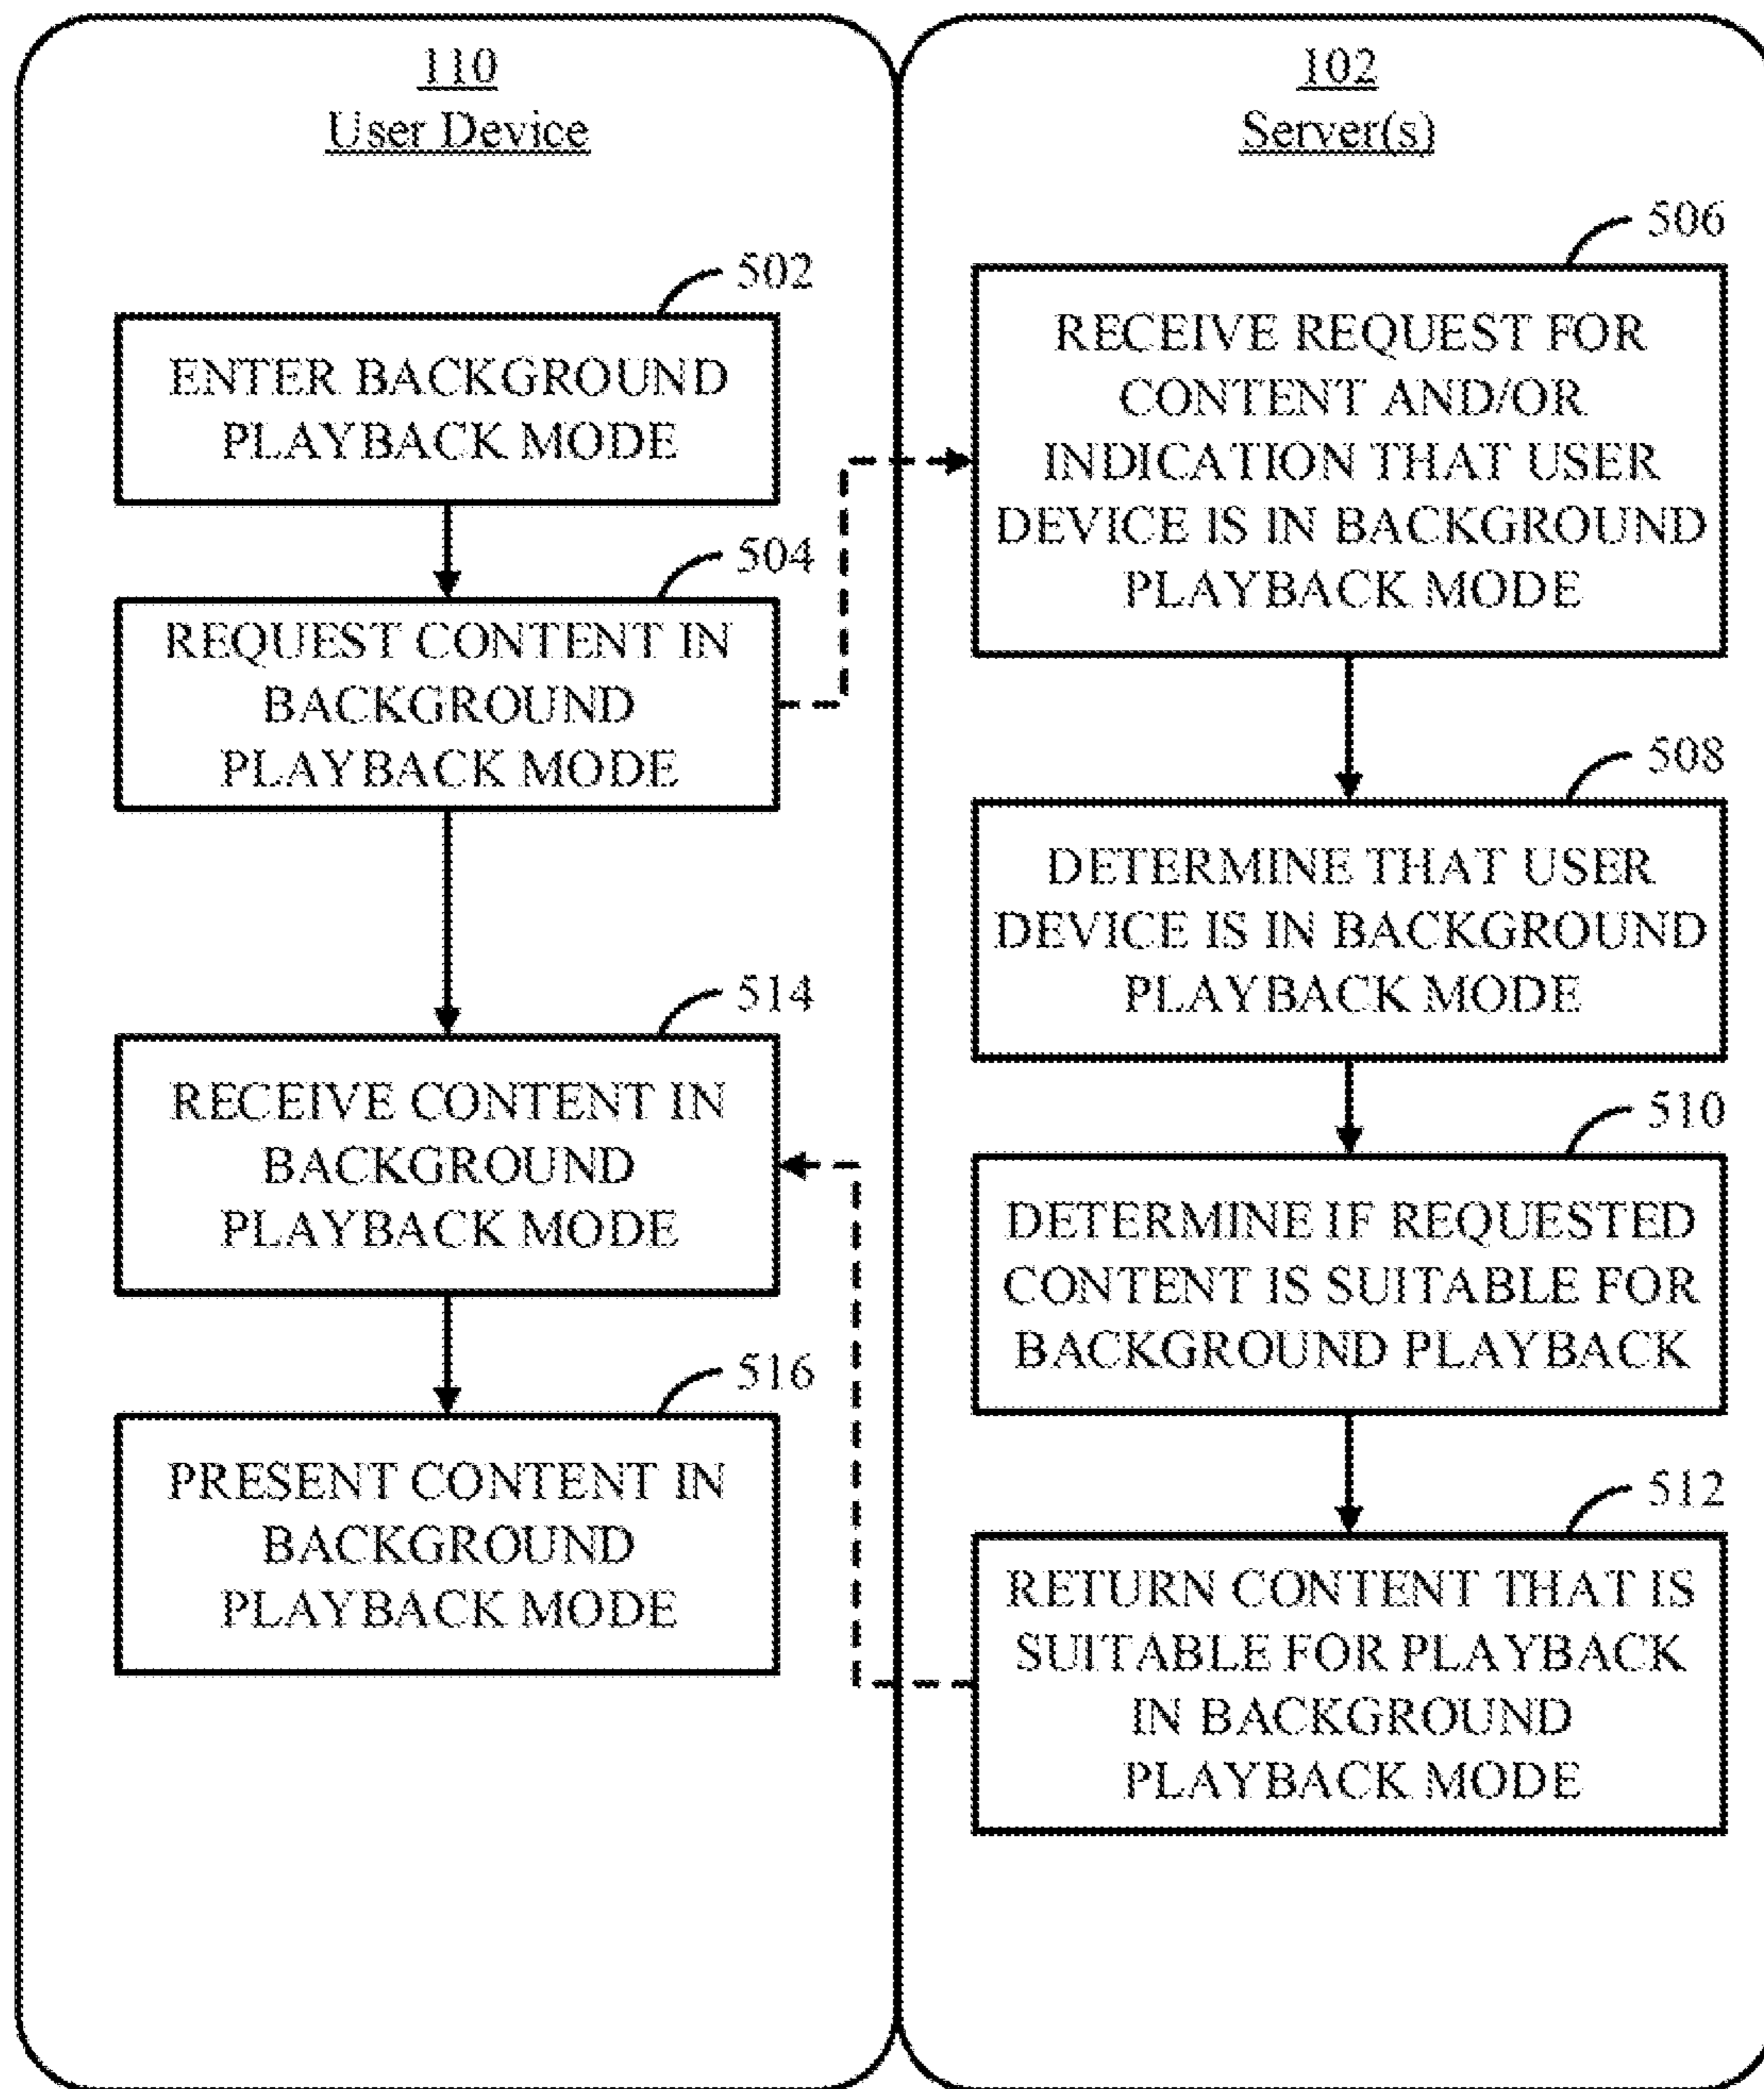 110
User Device
502
ENTER BACKGROUND
PLAYBACK MODE
504
REQUEST CONTENT IN
BACKGROUND
PLAYBACK MODE
514
RECEIVE CONTENT IN
BACKGROUND
PLAYBACK MODE
516
PRESENT CONTENT IN
BACKGROUND
PLAYBACK MODE
102
Server(s)
506
RECEIVE REQUEST FOR
CONTENT AND/OR
INDICATION THAT USER
DEVICE IS IN BACKGROUND
PLAYBACK MODE
508
DETERMINE THAT USER
DEVICE IS IN BACKGROUND
PLAYBACK MODE
510
DETERMINE IF REQUESTED
CONTENT IS SUITABLE FOR
BACKGROUND PLAYBACK
512
RETURN CONTENT THAT IS
SUITABLE FOR PLAYBACK
IN BACKGROUND
PLAYBACK MODE